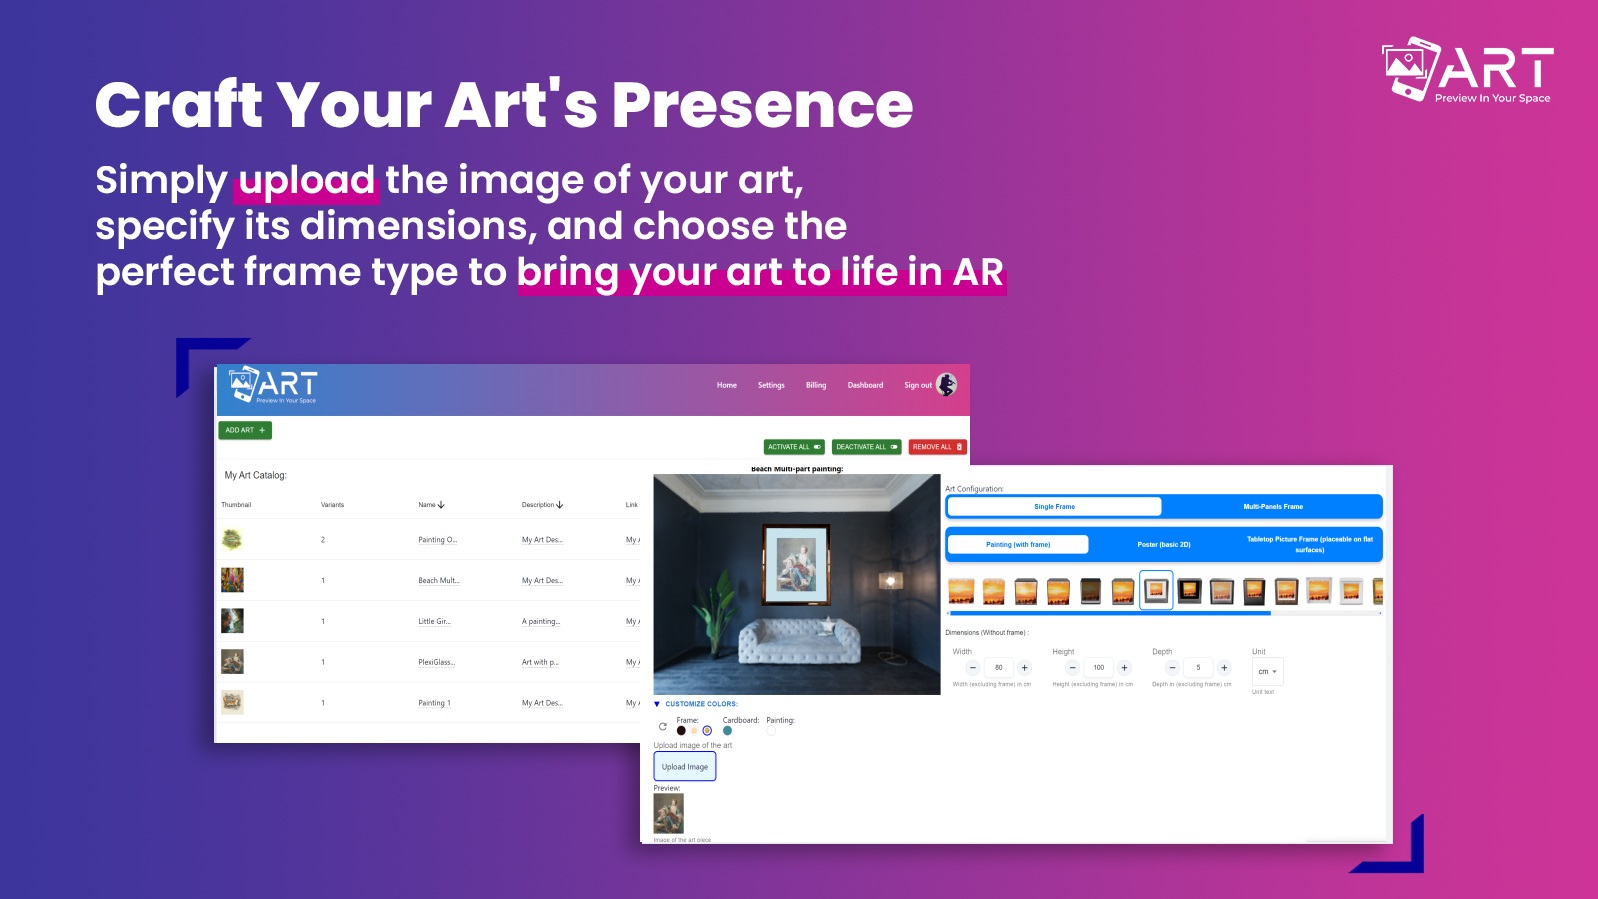 ART
Preview In Your Space
Craft Your Art's Presence
Simply upload the image of your art,
specify its dimensions, and choose the
perfect frame type to bring your art to life in AR
ART
Preview In Your Space
Home Settings Billing Dashboard Sign out
ADD ART +
ACTIVATE ALL DEACTIVATE ALL REMOVE ALL
My Art Catalog:
Thumbnail Variants Name Description Link
2 Painting O... My Art Des... My A
1 Beach Mult... My Art Des... My A
1 Little Gir... A painting... My A
1 PlexiGlass... Art with p... My A
1 Painting 1 My Art Des... My A
Beach Multi-part painting:
Art Configuration:
Single Frame Multi-Panels Frame
Painting (with frame) Poster (basic 2D) Tabletop Picture Frame (placeable on flat
surfaces)
Dimensions (Without frame) :
Width Height Depth Unit
− 80 + − 100 + − 5 + cm
Width (excluding frame) in cm Height (excluding frame) in cm Depth in (excluding frame) cm Unit text
CUSTOMIZE COLORS:
Frame: Cardboard: Painting:
Upload image of the art
Upload Image
Preview:
Image of the art piece